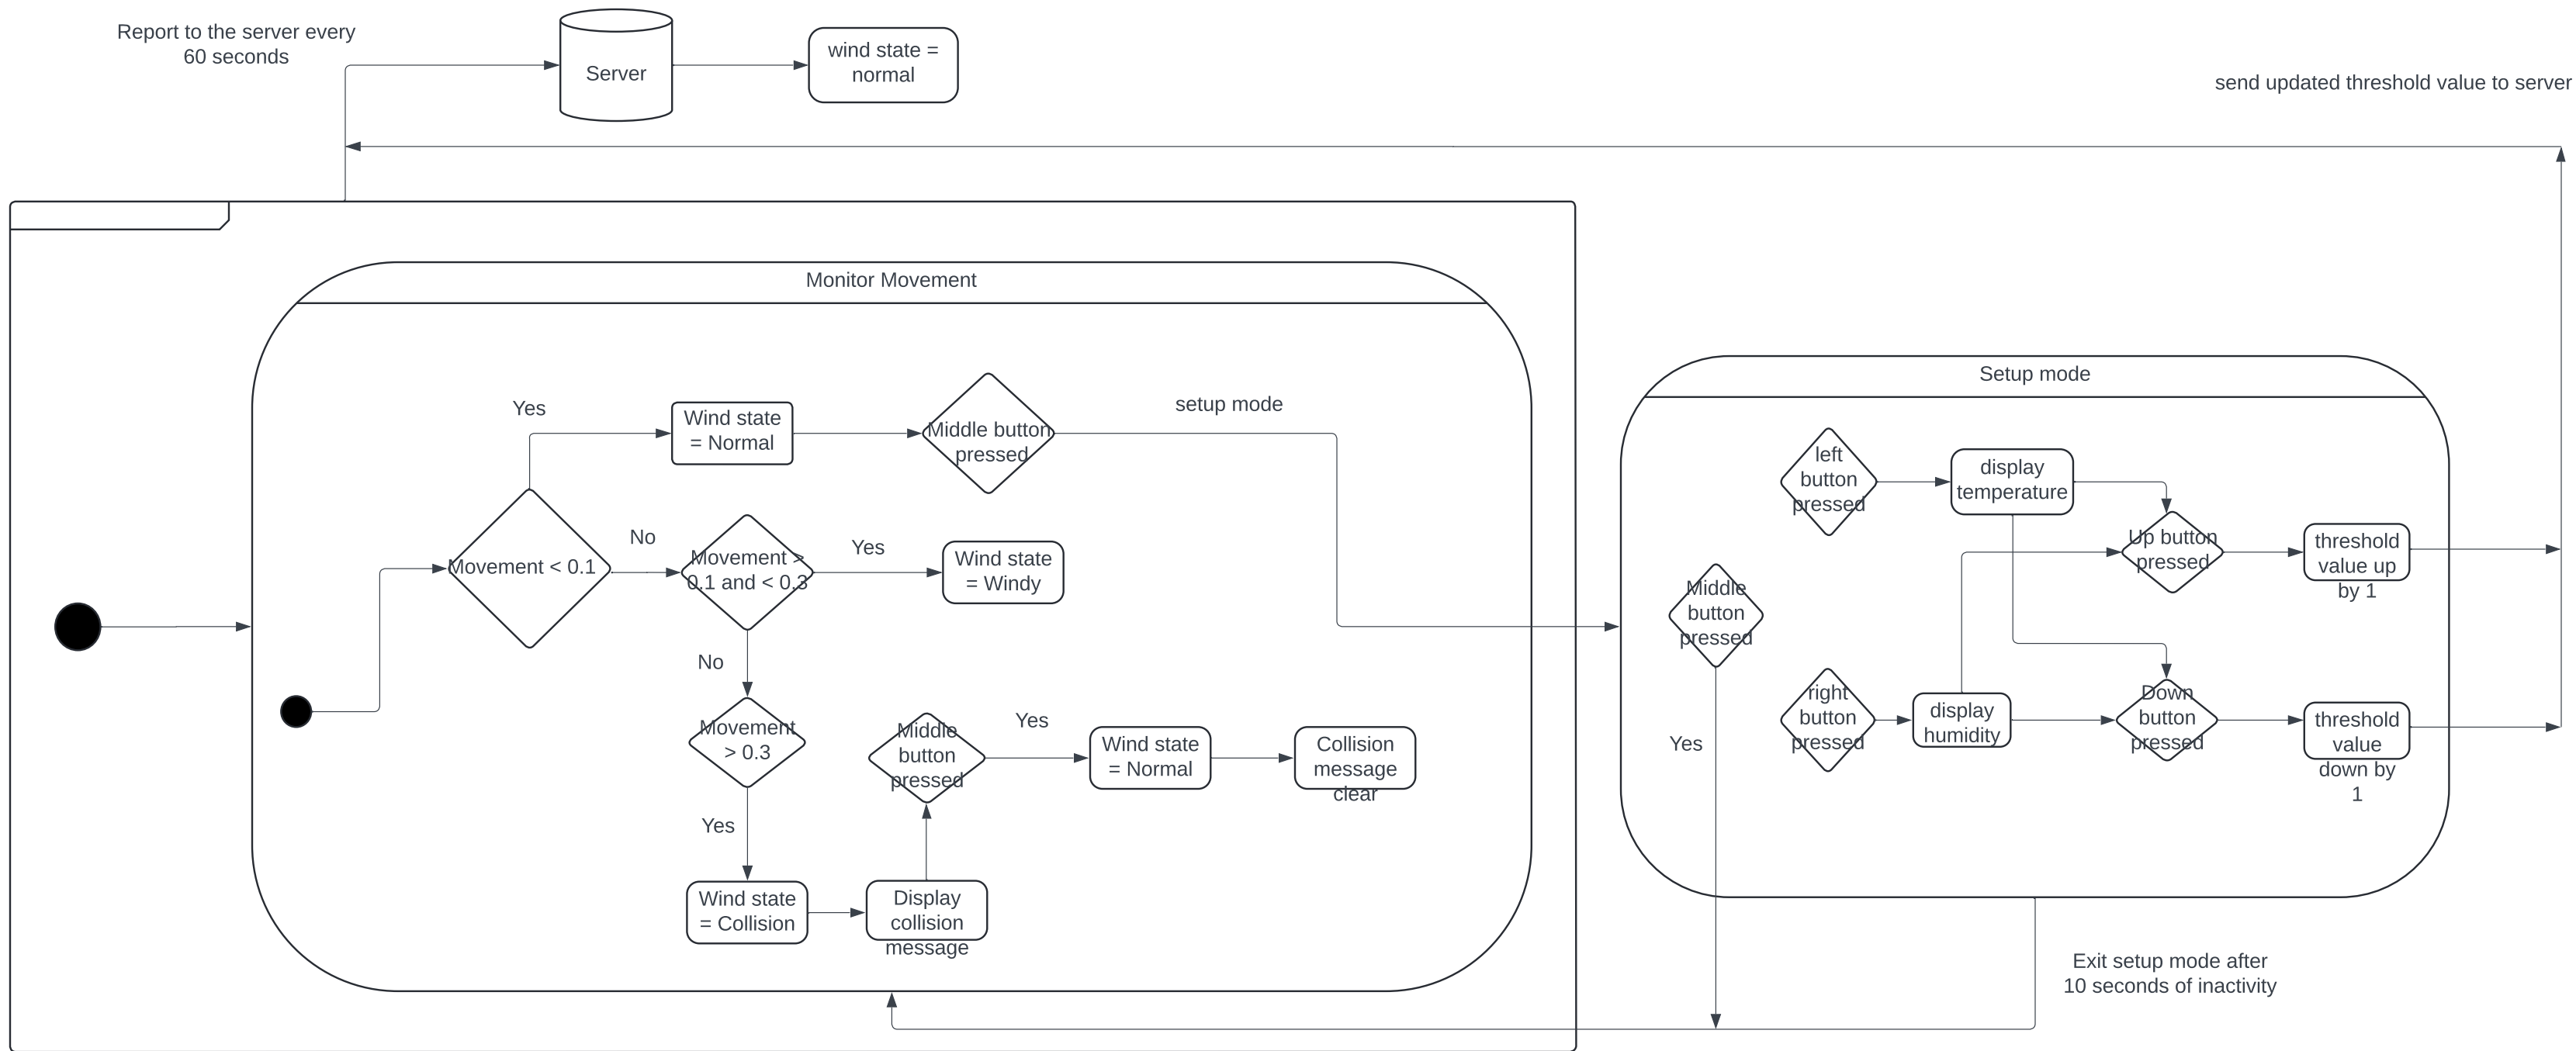 Report to the server every
60 seconds
Server
wind state =
normal
send updated threshold value to server
Monitor Movement
Yes
Wind state
= Normal
Middle button
pressed
setup mode
Movement < 0.1
No
Movement >
0.1 and < 0.3
Yes
Wind state
= Windy
No
Movement
> 0.3
Yes
Wind state
= Collision
Display
collision
message
Middle
button
pressed
Yes
Wind state
= Normal
Collision
message
clear
Setup mode
left
button
pressed
display
temperature
Up button
pressed
threshold
value up
by 1
Middle
button
pressed
Yes
right
button
pressed
display
humidity
Down
button
pressed
threshold
value
down by
1
Exit setup mode after
10 seconds of inactivity